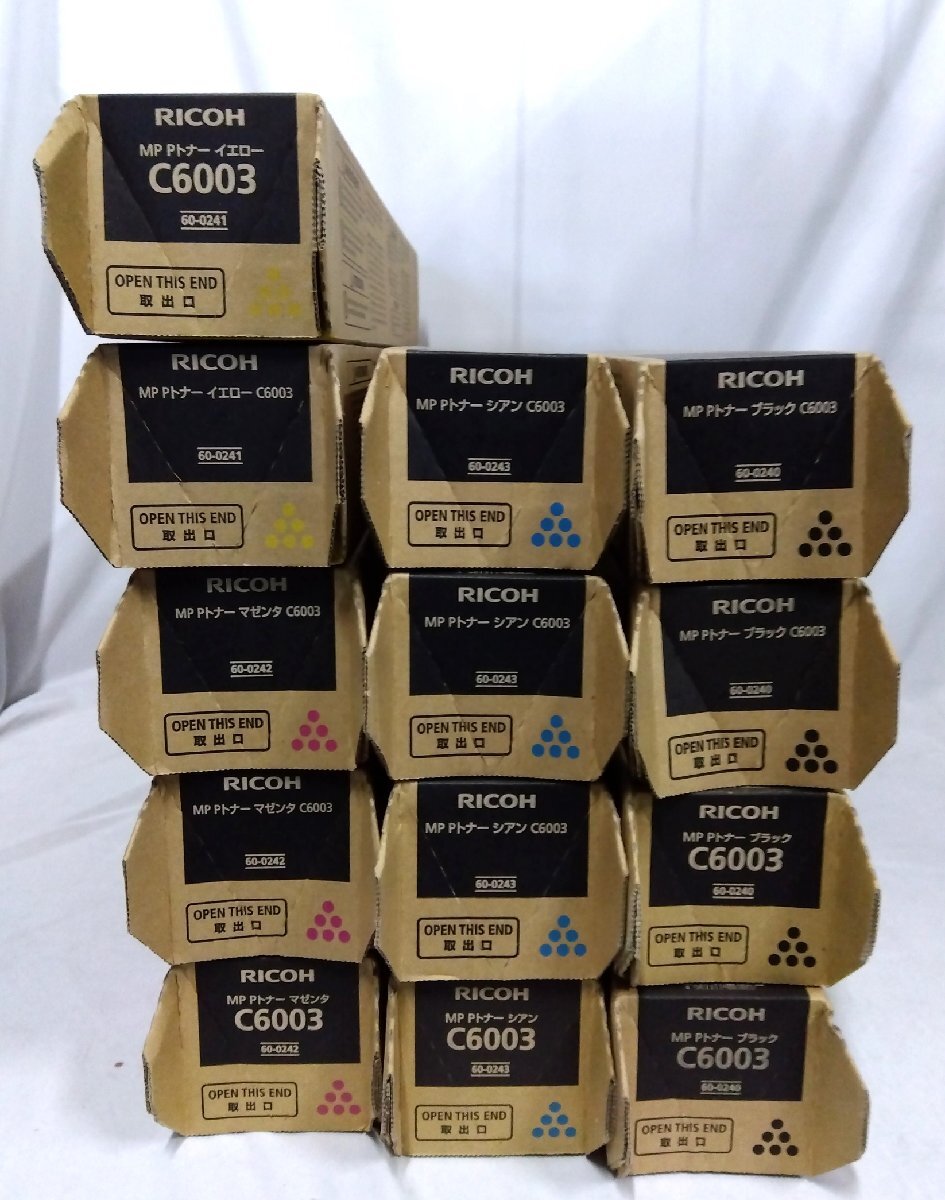 RICOH
MP Pトナー イエロー
C6003
60-0241
OPEN THIS END
取出口
RICOH
MP Pトナー イエロー C6003
60-0241
OPEN THIS END
取出口
RICOH
MP Pトナー シアン C6003
60-0243
OPEN THIS END
取出口
RICOH
MP Pトナー ブラック C6003
60-0240
OPEN THIS END
取出口
RICOH
MP Pトナー マゼンタ C6003
60-0242
OPEN THIS END
取出口
RICOH
MP Pトナー シアン C6003
60-0243
OPEN THIS END
取出口
RICOH
MP Pトナー ブラック C6003
60-0240
OPEN THIS END
取出口
RICOH
MP Pトナー マゼンタ C6003
60-0242
OPEN THIS END
取出口
RICOH
MP Pトナー シアン C6003
60-0243
OPEN THIS END
取出口
RICOH
MP Pトナー ブラック
C6003
60-0240
OPEN THIS END
取出口
RICOH
MP Pトナー マゼンタ
C6003
60-0242
OPEN THIS END
取出口
RICOH
MP Pトナー シアン
C6003
60-0243
OPEN THIS END
取出口
RICOH
MP Pトナー ブラック
C6003
60-0240
OPEN THIS END
取出口